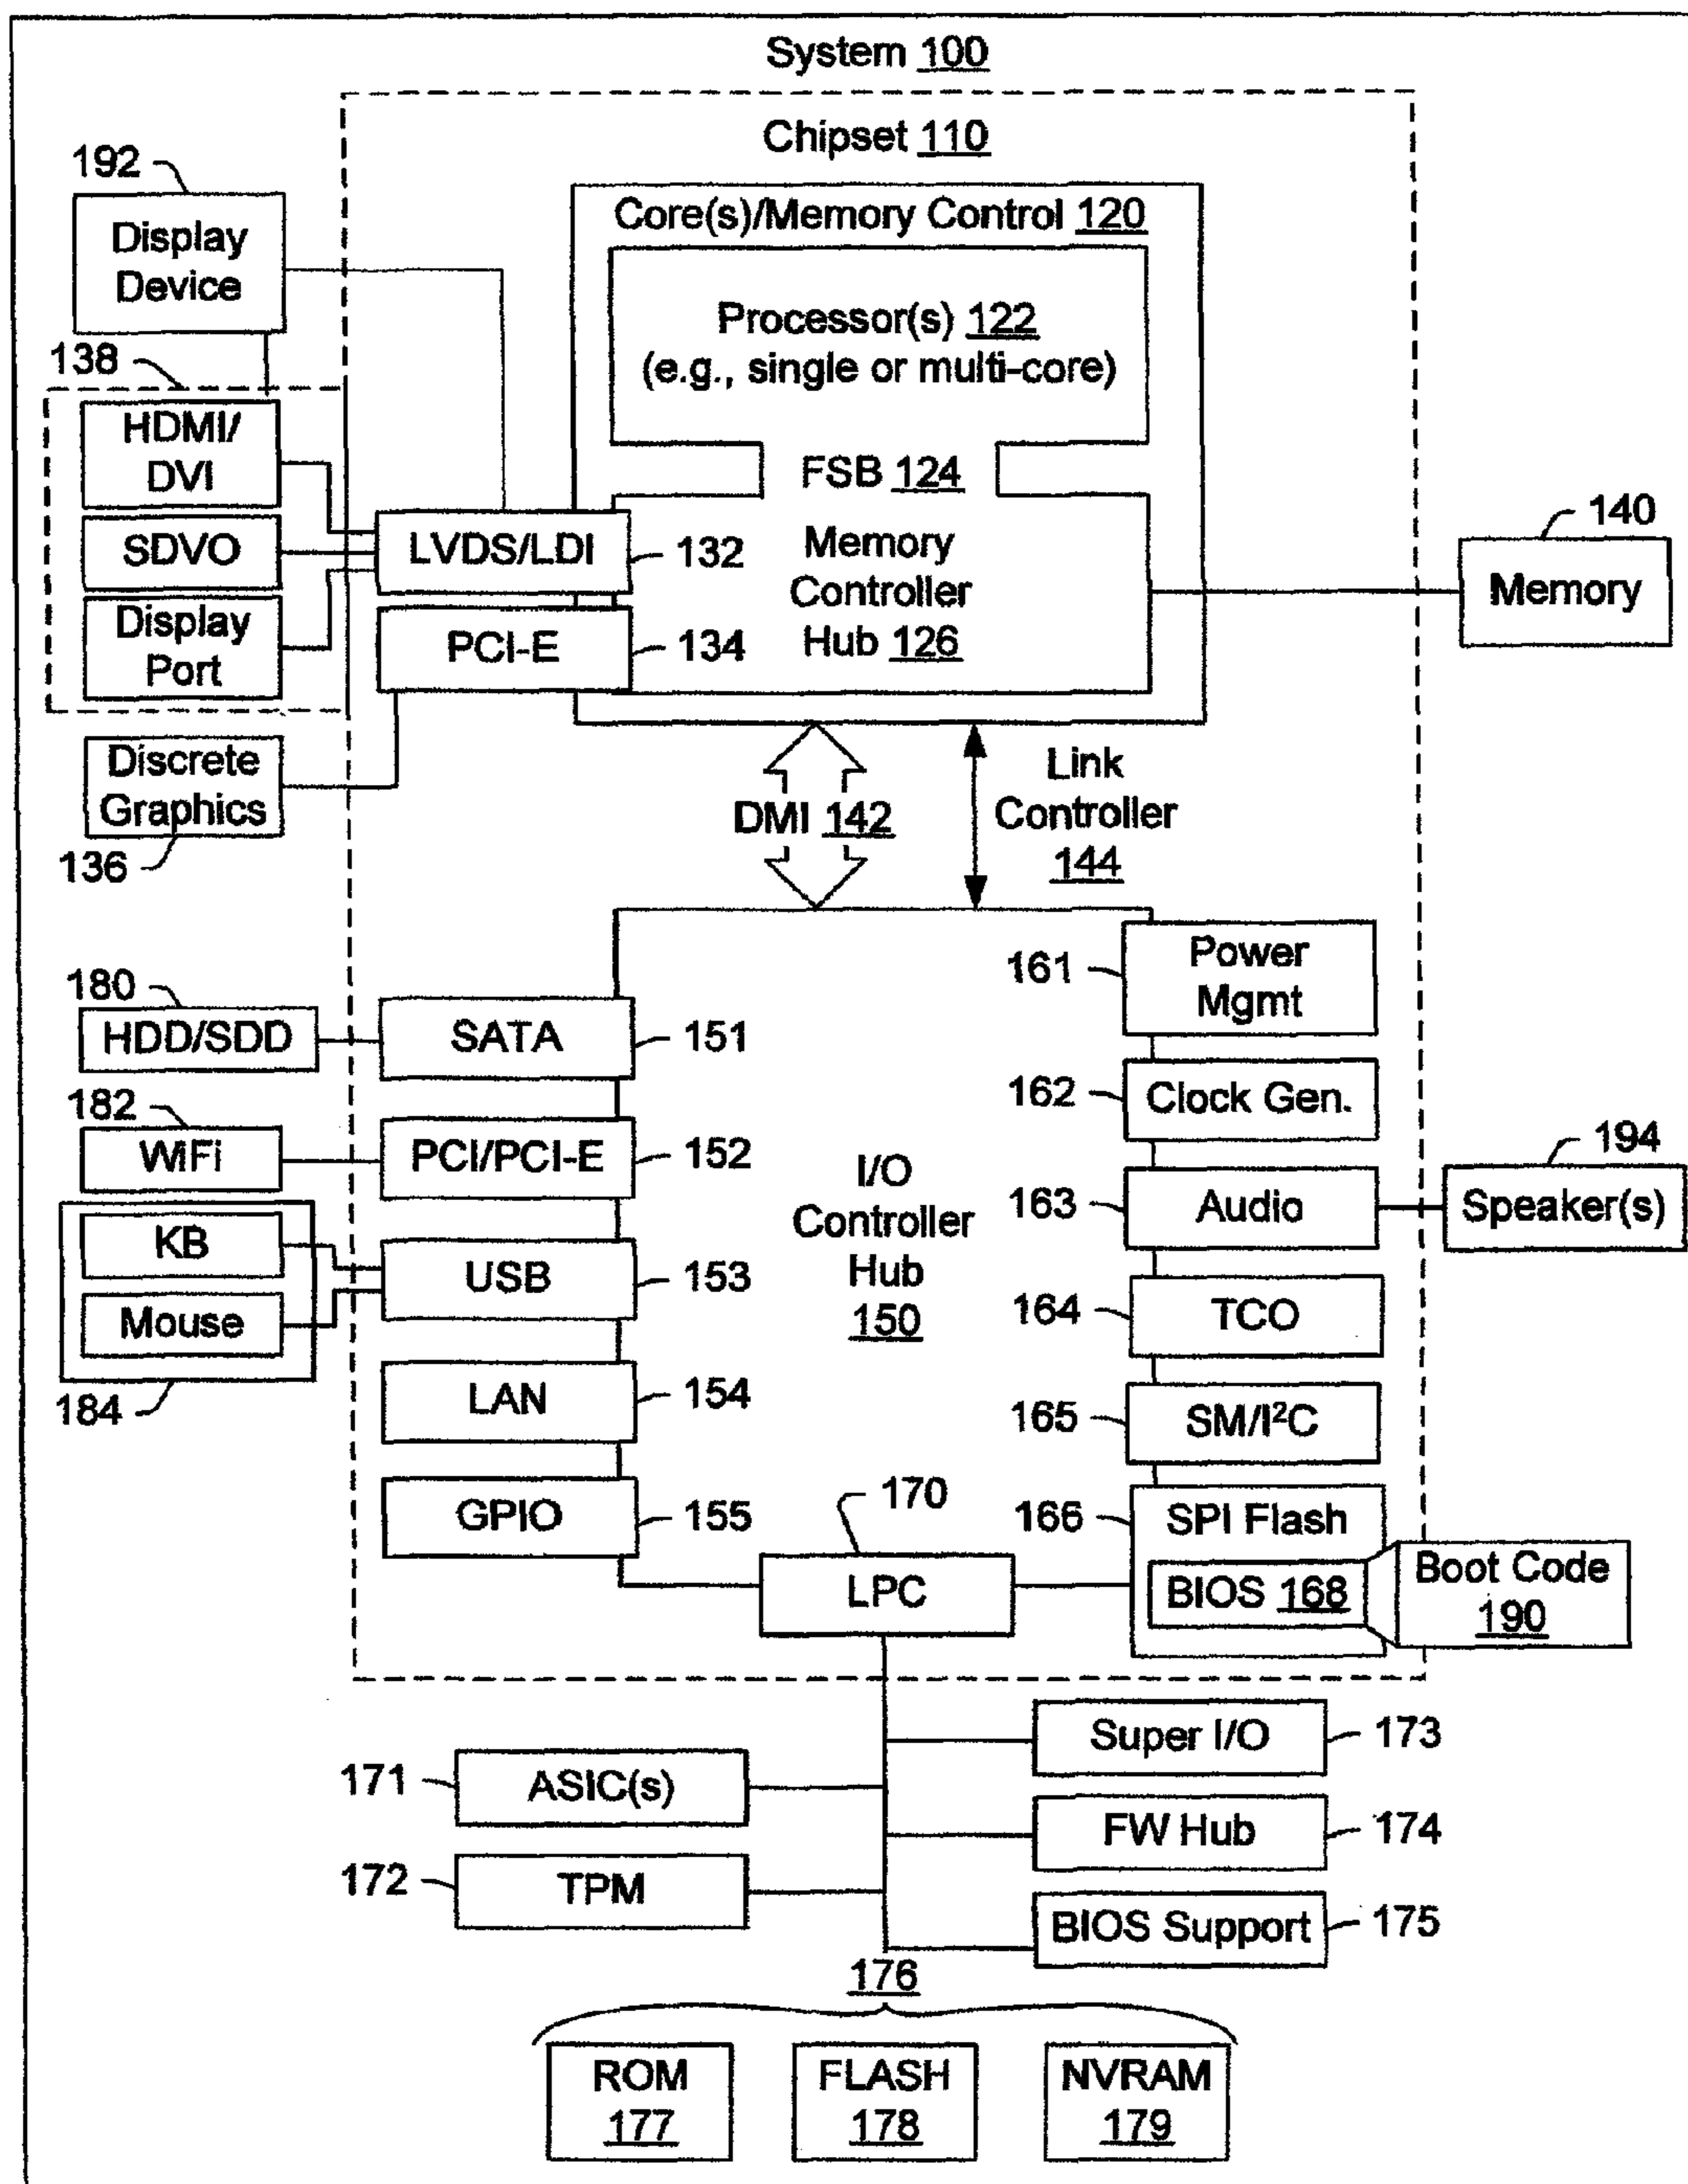 System 100
Chipset 110
192
Display
Device
Core(s)/Memory Control 120
Processor(s) 122
(e.g., single or multi-core)
138
HDMI/
DVI
SDVO
Display
Port
FSB 124
LVDS/LDI
132
PCI-E
134
Memory
Controller
Hub 126
140
Memory
Discrete
Graphics
136
DMI 142
Link
Controller
144
180
HDD/SDD
SATA
151
182
WiFi
PCI/PCI-E
152
KB
Mouse
184
USB
153
LAN
154
GPIO
155
I/O
Controller
Hub
150
161
Power
Mgmt
162
Clock Gen.
163
Audio
194
Speaker(s)
164
TCO
165
SM/I²C
166
SPI Flash
BIOS 168
Boot Code
190
170
LPC
171
ASIC(s)
172
TPM
Super I/O
173
FW Hub
174
BIOS Support
175
176
ROM
177
FLASH
178
NVRAM
179